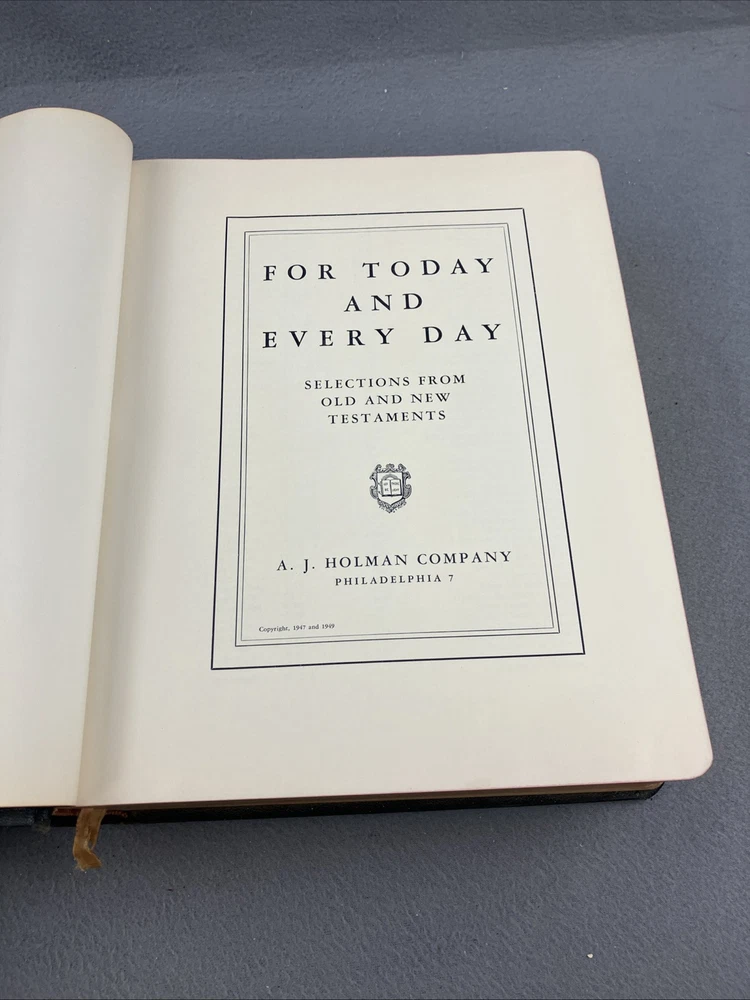 FOR TODAY
AND
EVERY DAY
SELECTIONS FROM
OLD AND NEW
TESTAMENTS
A. J. HOLMAN COMPANY
PHILADELPHIA 7
Copyright, 1947 and 1949